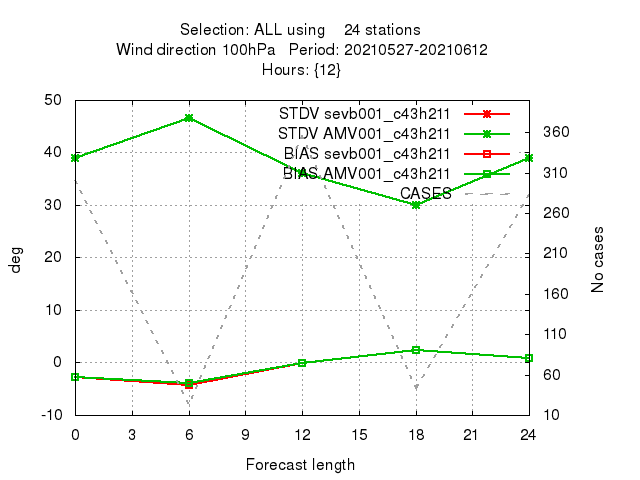 Selection: ALL using    24 stations
Wind direction 100hPa   Period: 20210527-20210612
Hours: {12}
50
40
30
20
10
0
-10
deg
STDV sevb001_c43h211
STDV AMV001_c43h211
BIAS sevb001_c43h211
BIAS AMV001_c43h211
CASES
360
310
260
210
160
110
60
10
No cases
0 3 6 9 12 15 18 21 24
Forecast length